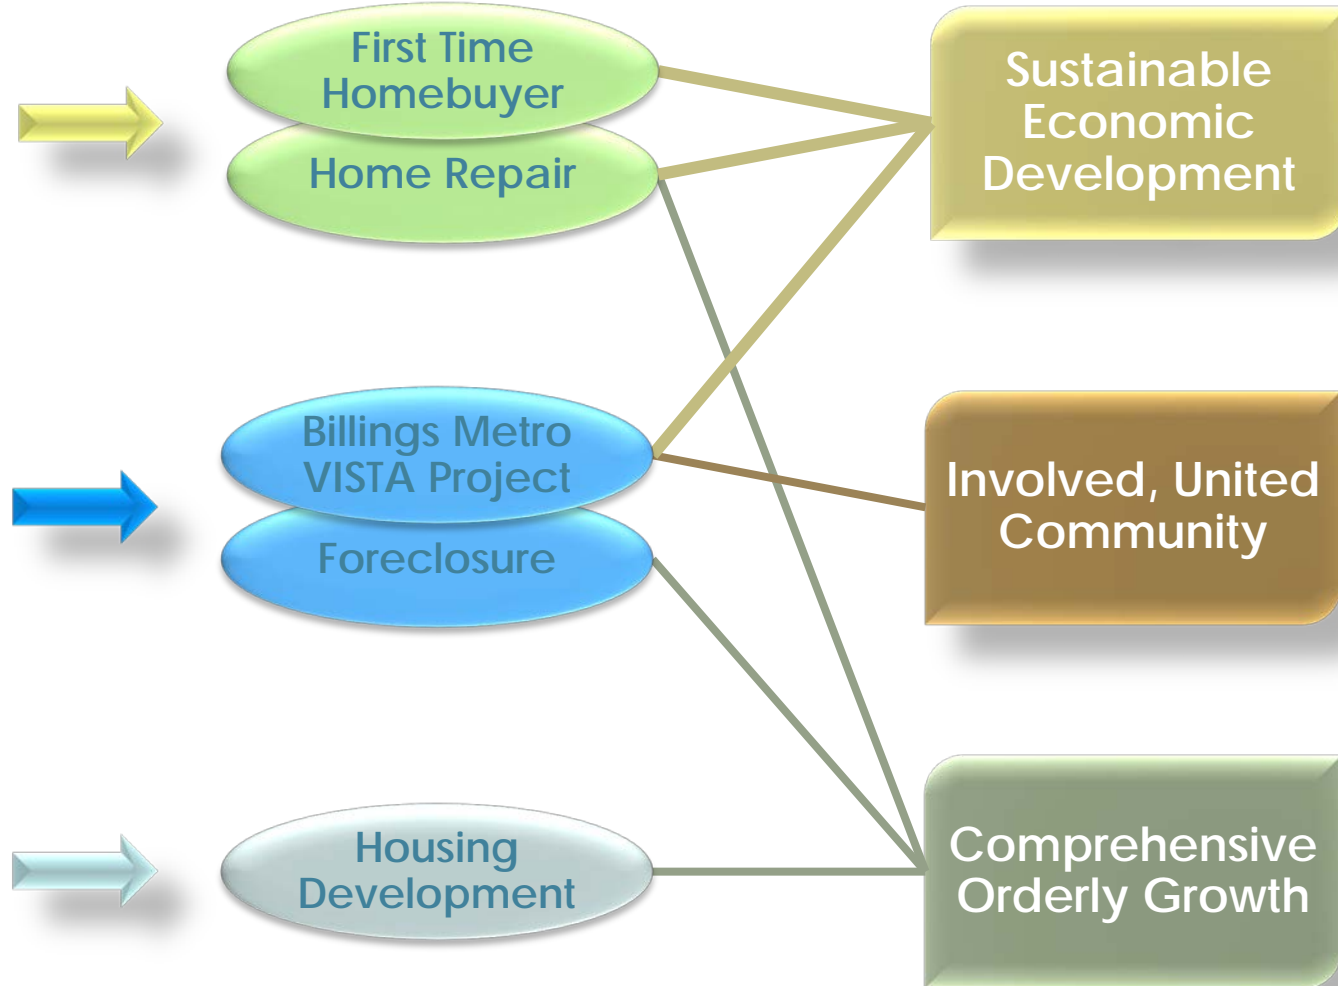 First Time
Homebuyer
Home Repair
Billings Metro
VISTA Project
Foreclosure
Housing
Development
Sustainable
Economic
Development
Involved, United
Community
Comprehensive
Orderly Growth